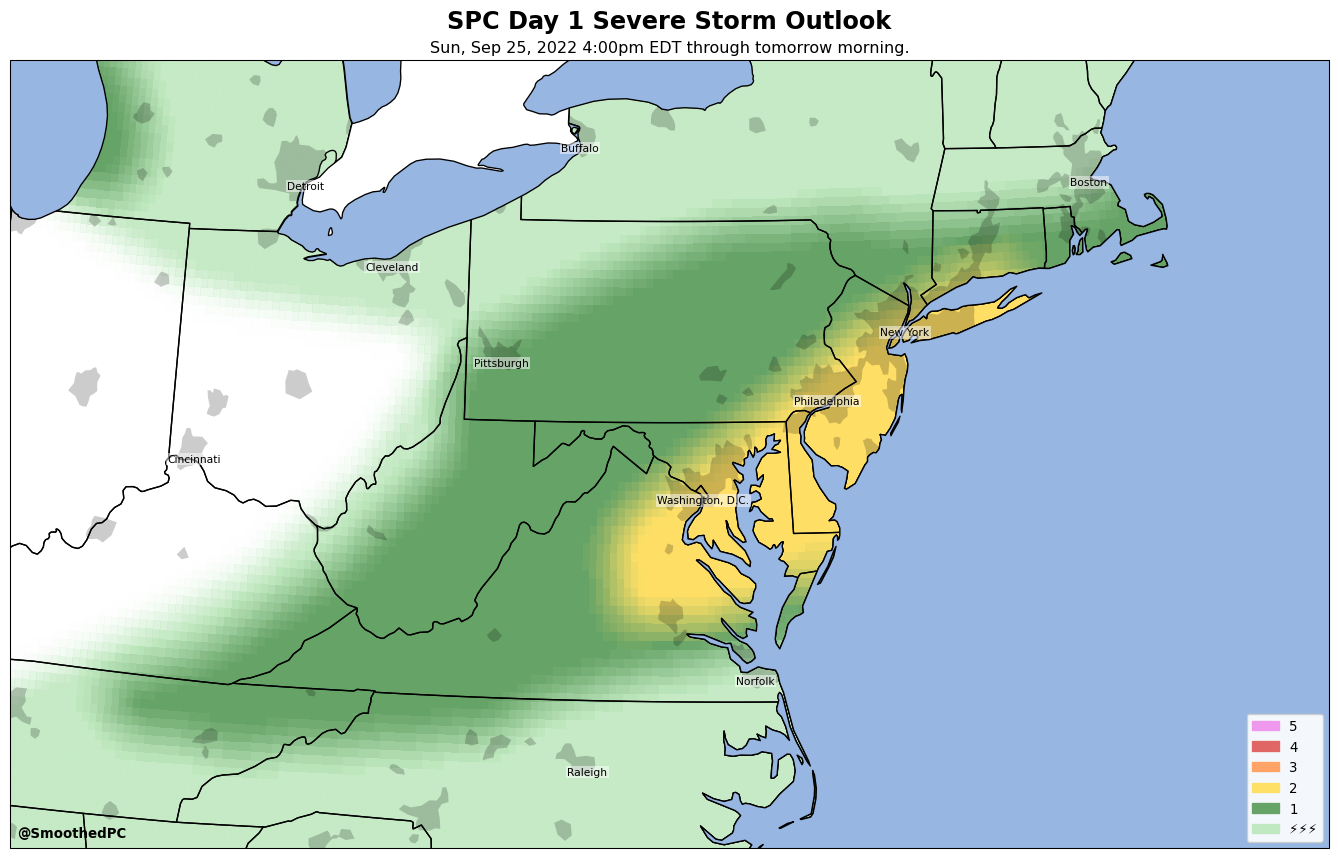 SPC Day 1 Severe Storm Outlook
Sun, Sep 25, 2022 4:00pm EDT through tomorrow morning.
Buffalo
Detroit
Boston
Cleveland
New York
Pittsburgh
Philadelphia
Cincinnati
Washington, D.C.
Norfolk
Raleigh
5
4
3
2
1
⚡⚡⚡
@SmoothedPC